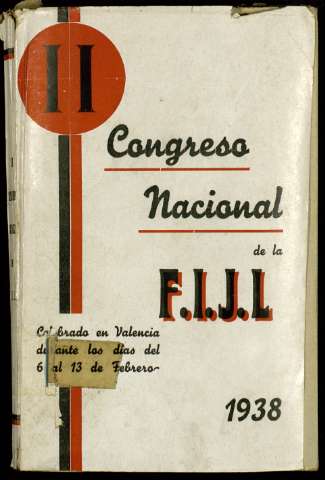 II
Congreso
Nacional
de la
F.I.J.L
Celebrado en Valencia
durante los días del
6 al 13 de Febrero-
1938